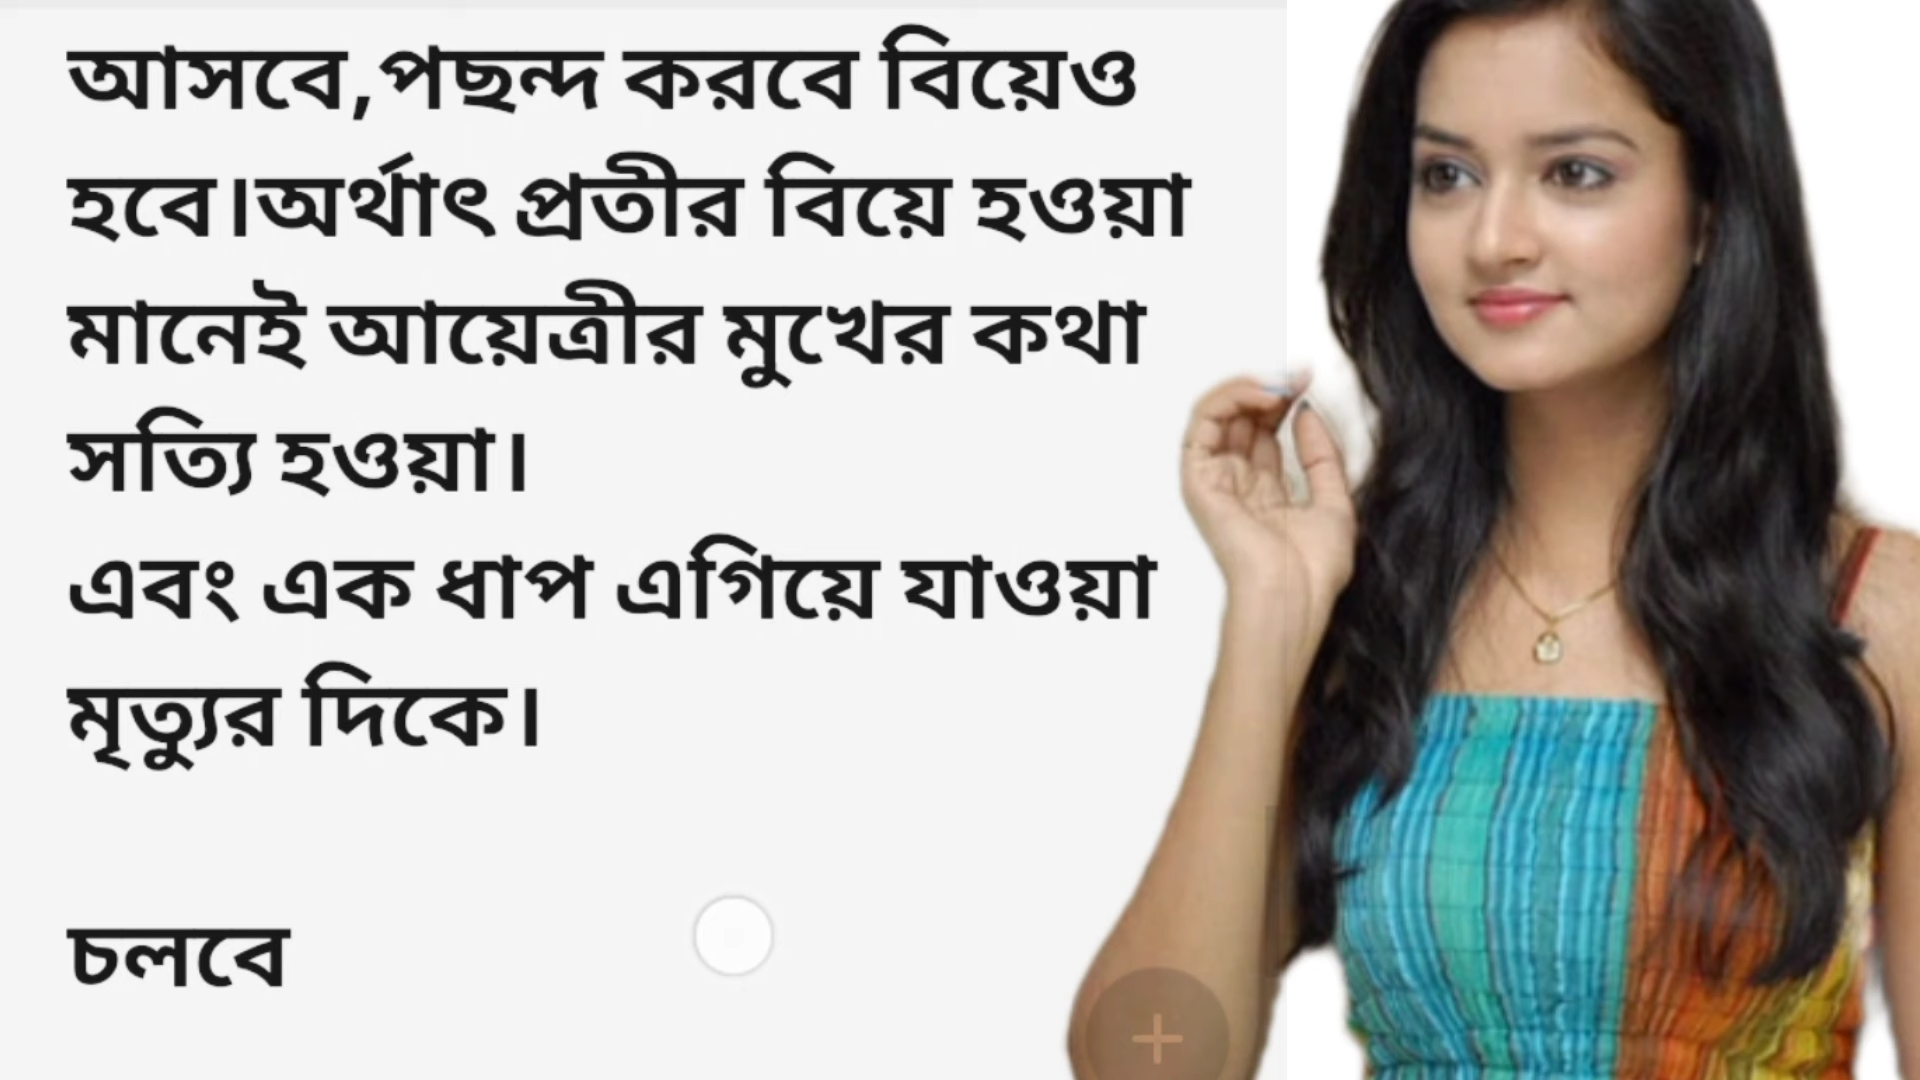 আসবে,পছন্দ করবে বিয়েও
হবে।অর্থাৎ প্রতীর বিয়ে হওয়া
মানেই আয়েত্রীর মুখের কথা
সত্যি হওয়া।
এবং এক ধাপ এগিয়ে যাওয়া
মৃত্যুর দিকে।
চলবে